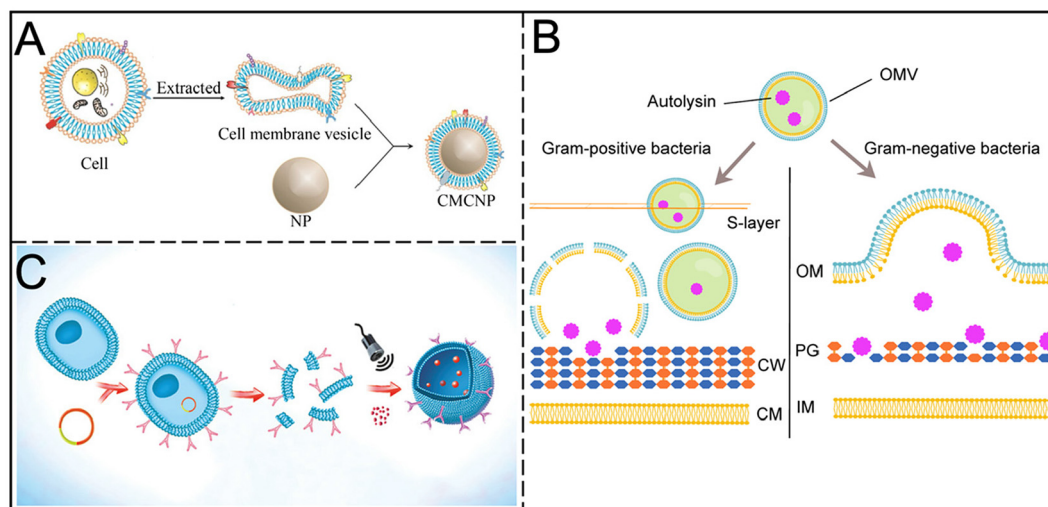 A
Cell
Extracted
Cell membrane vesicle
NP
CMCNP
B
Autolysin
OMV
Gram-positive bacteria
Gram-negative bacteria
S-layer
CW
CM
OM
PG
IM
C